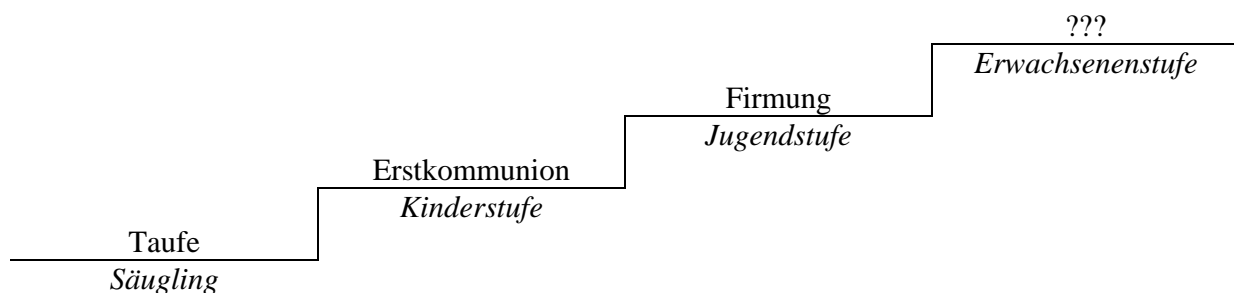 ???
Erwachsenenstufe
Firmung
Jugendstufe
Erstkommunion
Kinderstufe
Taufe
Säugling